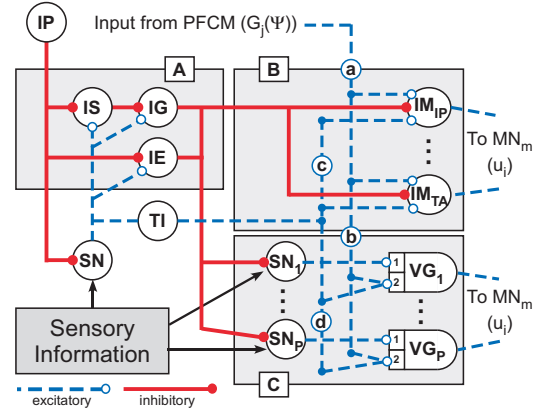 IP
Input from PFCM (G_j(Ψ))
A
B
a
IS
IG
IM_IP
IE
c
To MN_m
(u_i)
TI
IM_TA
SN
b
SN_1
1
2
VG_1
Sensory
Information
d
To MN_m
(u_i)
SN_P
1
2
VG_P
C
excitatory
inhibitory